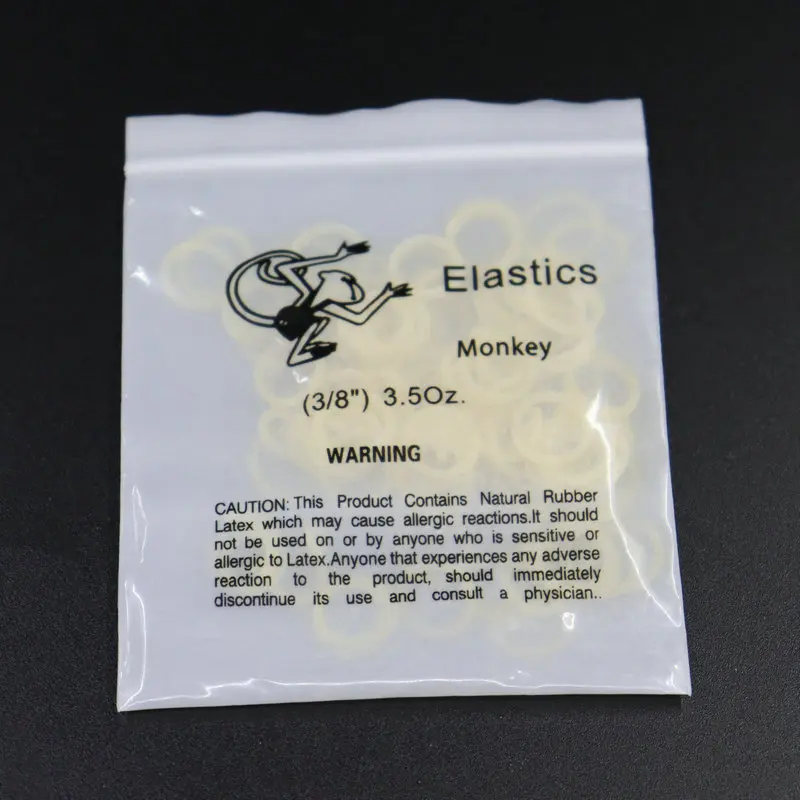 Elastics
Monkey
(3/8") 3.5Oz.
WARNING
CAUTION: This Product Contains Natural Rubber
Latex which may cause allergic reactions.It should
not be used on or by anyone who is sensitive or
allergic to Latex.Anyone that experiences any adverse
reaction to the product, should immediately
discontinue its use and consult a physician..